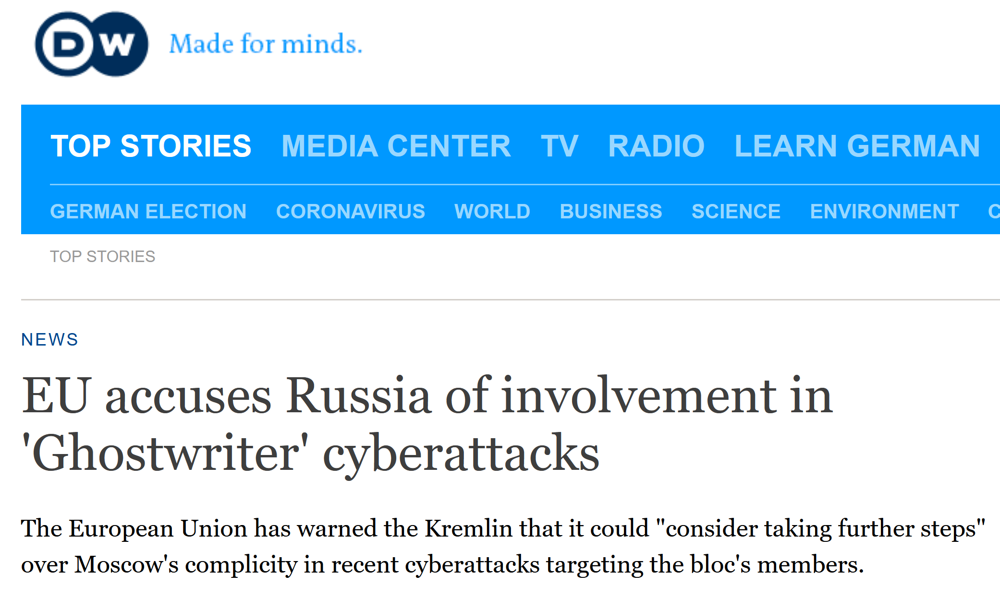 DW Made for minds.
TOP STORIES MEDIA CENTER TV RADIO LEARN GERMAN
GERMAN ELECTION CORONAVIRUS WORLD BUSINESS SCIENCE ENVIRONMENT
TOP STORIES
NEWS
EU accuses Russia of involvement in
'Ghostwriter' cyberattacks
The European Union has warned the Kremlin that it could "consider taking further steps"
over Moscow's complicity in recent cyberattacks targeting the bloc's members.